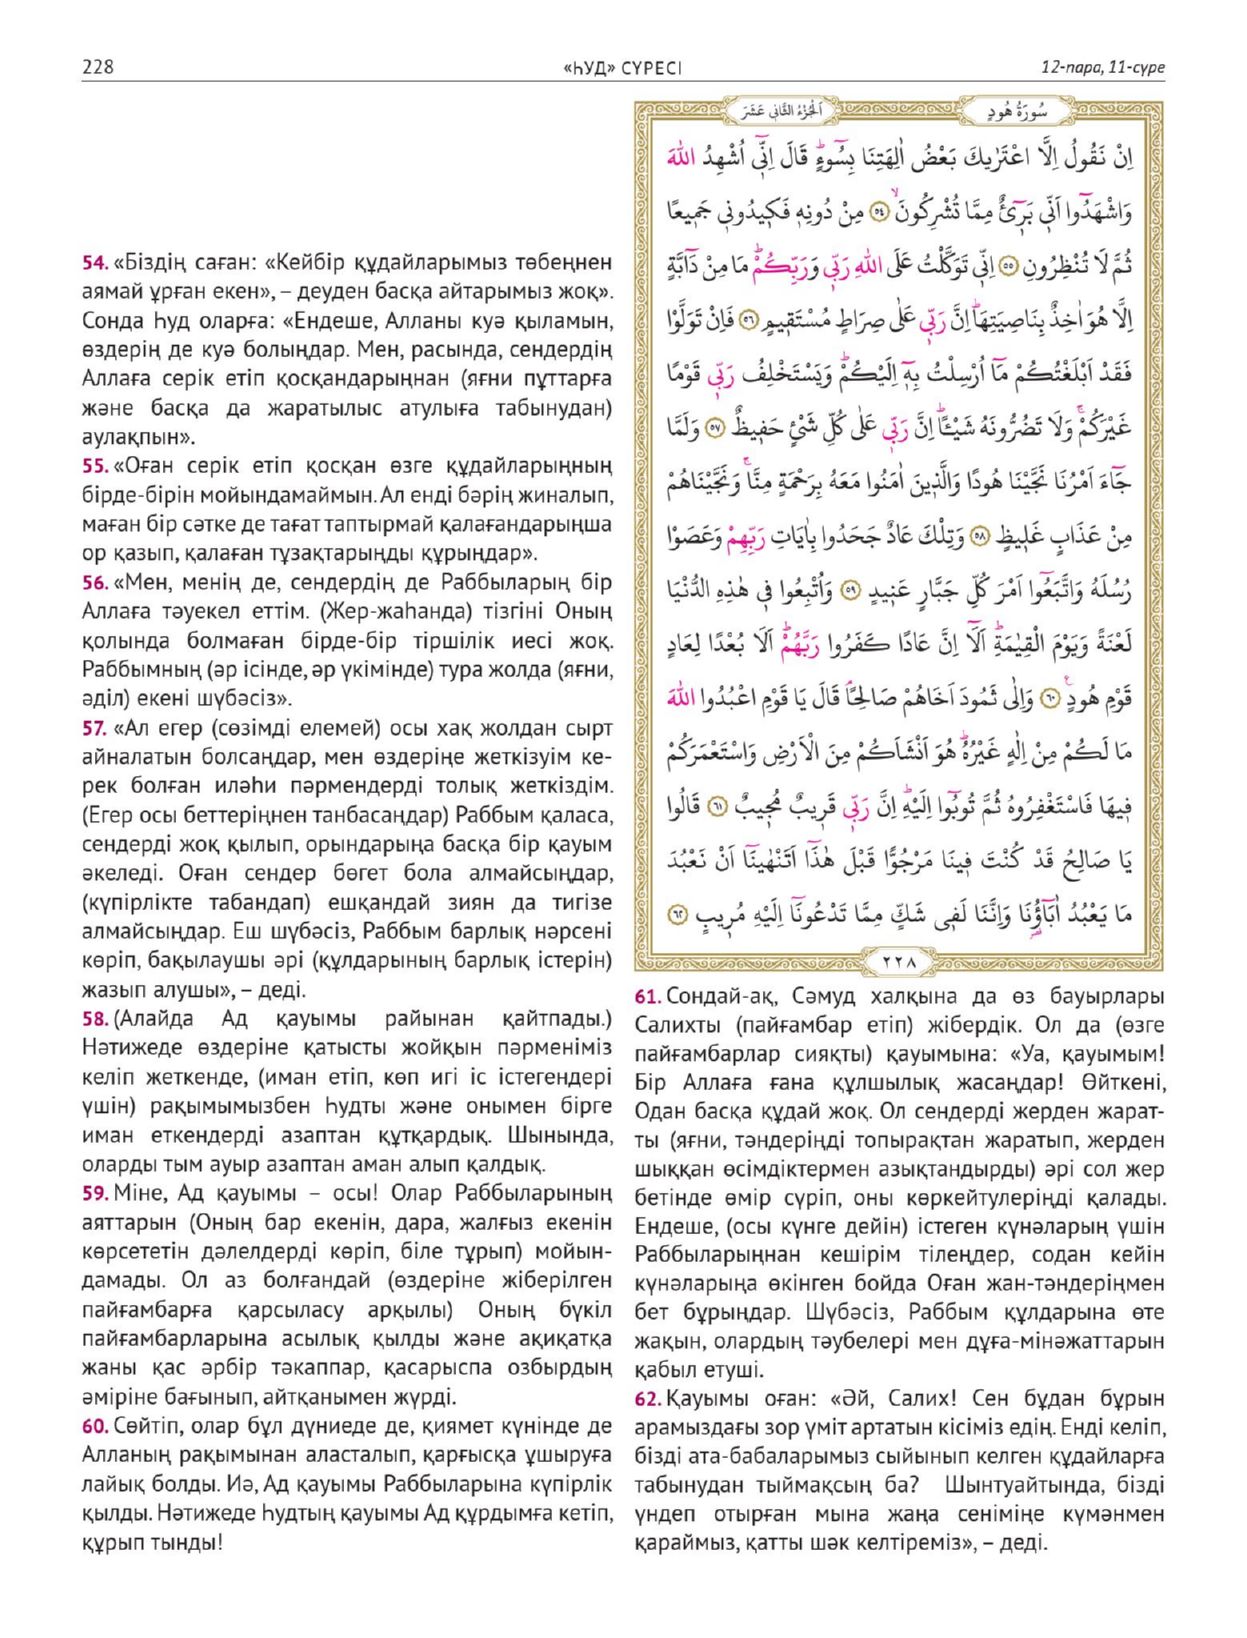 228
«ҺУД» СҮРЕСІ
12-пара, 11-сүре
سُورَةُ هُودٍ
اَلْجُزْءُ الثَّانِي عَشَرَ
اِنْ نَقُولُ اِلَّا اعْتَرٰيكَ بَعْضُ اٰلِهَتِنَا بِسُٓوءٍۜ قَالَ اِنّ۪ٓي اُشْهِدُ اللّٰهَ
وَاشْهَدُٓوا اَنّ۪ي بَر۪ٓيءٌ مِمَّا تُشْرِكُونَۙ ﴿٥٤﴾ مِنْ دُونِه۪ فَك۪يدُون۪ي جَم۪يعًا
ثُمَّ لَا تُنْظِرُونِ ﴿٥٥﴾ اِنّ۪ي تَوَكَّلْتُ عَلَى اللّٰهِ رَبّ۪ي وَرَبِّكُمْۜ مَا مِنْ دَٓابَّةٍ
اِلَّا هُوَ اٰخِذٌ بِنَاصِيَتِهَاۜ اِنَّ رَبّ۪ي عَلٰى صِرَاطٍ مُسْتَق۪يمٍ ﴿٥٦﴾ فَاِنْ تَوَلَّوْا
فَقَدْ اَبْلَغْتُكُمْ مَٓا اُرْسِلْتُ بِه۪ٓ اِلَيْكُمْۜ وَيَسْتَخْلِفُ رَبّ۪ي قَوْمًا
غَيْرَكُمْۚ وَلَا تَضُرُّونَهُ شَيْـًٔاۜ اِنَّ رَبّ۪ي عَلٰى كُلِّ شَيْءٍ حَف۪يظٌ ﴿٥٧﴾ وَلَمَّا
جَٓاءَ اَمْرُنَا نَجَّيْنَا هُودًا وَالَّذ۪ينَ اٰمَنُوا مَعَهُ بِرَحْمَةٍ مِنَّاۚ وَنَجَّيْنَاهُمْ
مِنْ عَذَابٍ غَل۪يظٍ ﴿٥٨﴾ وَتِلْكَ عَادٌ جَحَدُوا بِاٰيَاتِ رَبِّهِمْ وَعَصَوْا
رُسُلَهُ وَاتَّبَعُٓوا اَمْرَ كُلِّ جَبَّارٍ عَن۪يدٍ ﴿٥٩﴾ وَاُتْبِعُوا ف۪ي هٰذِهِ الدُّنْيَا
لَعْنَةً وَيَوْمَ الْقِيٰمَةِۜ اَلَٓا اِنَّ عَادًا كَفَرُوا رَبَّهُمْۜ اَلَا بُعْدًا لِعَادٍ
قَوْمِ هُودٍ۟ ﴿٦٠﴾ وَاِلٰى ثَمُودَ اَخَاهُمْ صَالِحًاۢ قَالَ يَا قَوْمِ اعْبُدُوا اللّٰهَ
مَا لَكُمْ مِنْ اِلٰهٍ غَيْرُهُۜ هُوَ اَنْشَاَكُمْ مِنَ الْاَرْضِ وَاسْتَعْمَرَكُمْ
ف۪يهَا فَاسْتَغْفِرُوهُ ثُمَّ تُوبُٓوا اِلَيْهِۜ اِنَّ رَبّ۪ي قَر۪يبٌ مُج۪يبٌ ﴿٦١﴾ قَالُوا
يَا صَالِحُ قَدْ كُنْتَ ف۪ينَا مَرْجُوًّا قَبْلَ هٰذَٓا اَتَنْهٰينَٓا اَنْ نَعْبُدَ
مَا يَعْبُدُ اٰبَٓاؤُ۬نَا وَاِنَّنَا لَف۪ي شَكٍّ مِمَّا تَدْعُونَٓا اِلَيْهِ مُر۪يبٍ ﴿٦٢﴾
٢٢٨
54. «Біздің саған: «Кейбір құдайларымыз төбеңнен
аямай ұрған екен», – деуден басқа айтарымыз жоқ».
Сонда Һуд оларға: «Ендеше, Алланы куә қыламын,
өздерің де куә болыңдар. Мен, расында, сендердің
Аллаға серік етіп қосқандарыңнан (яғни пұттарға
және басқа да жаратылыс атулыға табынудан)
аулақпын».
55. «Оған серік етіп қосқан өзге құдайларыңның
бірде-бірін мойындамаймын. Ал енді бәрің жиналып,
маған бір сәтке де тағат таптырмай қалағандарыңша
ор қазып, қалаған тұзақтарыңды құрыңдар».
56. «Мен, менің де, сендердің де Раббыларың бір
Аллаға тәуекел еттім. (Жер-жаһанда) тізгіні Оның
қолында болмаған бірде-бір тіршілік иесі жоқ.
Раббымның (әр ісінде, әр үкімінде) тура жолда (яғни,
әділ) екені шүбәсіз».
57. «Ал егер (сөзімді елемей) осы хақ жолдан сырт
айналатын болсаңдар, мен өздеріңе жеткізуім ке-
рек болған иләһи пәрмендерді толық жеткіздім.
(Егер осы беттеріңнен танбасаңдар) Раббым қаласа,
сендерді жоқ қылып, орындарыңа басқа бір қауым
әкеледі. Оған сендер бөгет бола алмайсыңдар,
(күпірлікте табандап) ешқандай зиян да тигізе
алмайсыңдар. Еш шүбәсіз, Раббым барлық нәрсені
көріп, бақылаушы әрі (құлдарының барлық істерін)
жазып алушы», – деді.
58. (Алайда Ад қауымы райынан қайтпады.)
Нәтижеде өздеріне қатысты жойқын пәрменіміз
келіп жеткенде, (иман етіп, көп игі іс істегендері
үшін) рақымымызбен Һудты және онымен бірге
иман еткендерді азаптан құтқардық. Шынында,
оларды тым ауыр азаптан аман алып қалдық.
59. Міне, Ад қауымы – осы! Олар Раббыларының
аяттарын (Оның бар екенін, дара, жалғыз екенін
көрсететін дәлелдерді көріп, біле тұрып) мойын-
дамады. Ол аз болғандай (өздеріне жіберілген
пайғамбарға қарсыласу арқылы) Оның бүкіл
пайғамбарларына асылық қылды және ақиқатқа
жаны қас әрбір тәкаппар, қасарыспа озбырдың
әміріне бағынып, айтқанымен жүрді.
60. Сөйтіп, олар бұл дүниеде де, қиямет күнінде де
Алланың рақымынан аласталып, қарғысқа ұшыруға
лайық болды. Иә, Ад қауымы Раббыларына күпірлік
қылды. Нәтижеде Һудтың қауымы Ад құрдымға кетіп,
құрып тынды!
61. Сондай-ақ, Сәмуд халқына да өз бауырлары
Салихты (пайғамбар етіп) жібердік. Ол да (өзге
пайғамбарлар сияқты) қауымына: «Уа, қауымым!
Бір Аллаға ғана құлшылық жасаңдар! Өйткені,
Одан басқа құдай жоқ. Ол сендерді жерден жарат-
ты (яғни, тәндеріңді топырақтан жаратып, жерден
шыққан өсімдіктермен азықтандырды) әрі сол жер
бетінде өмір сүріп, оны көркейтулеріңді қалады.
Ендеше, (осы күнге дейін) істеген күнәларың үшін
Раббыларыңнан кешірім тілеңдер, содан кейін
күнәларыңа өкінген бойда Оған жан-тәндеріңмен
бет бұрыңдар. Шүбәсіз, Раббым құлдарына өте
жақын, олардың тәубелері мен дұға-мінәжаттарын
қабыл етуші.
62. Қауымы оған: «Әй, Салих! Сен бұдан бұрын
арамыздағы зор үміт артатын кісіміз едің. Енді келіп,
бізді ата-бабаларымыз сыйынып келген құдайларға
табынудан тыймақсың ба? Шынтуайтында, бізді
үндеп отырған мына жаңа сеніміңе күмәнмен
қараймыз, қатты шәк келтіреміз», – деді.